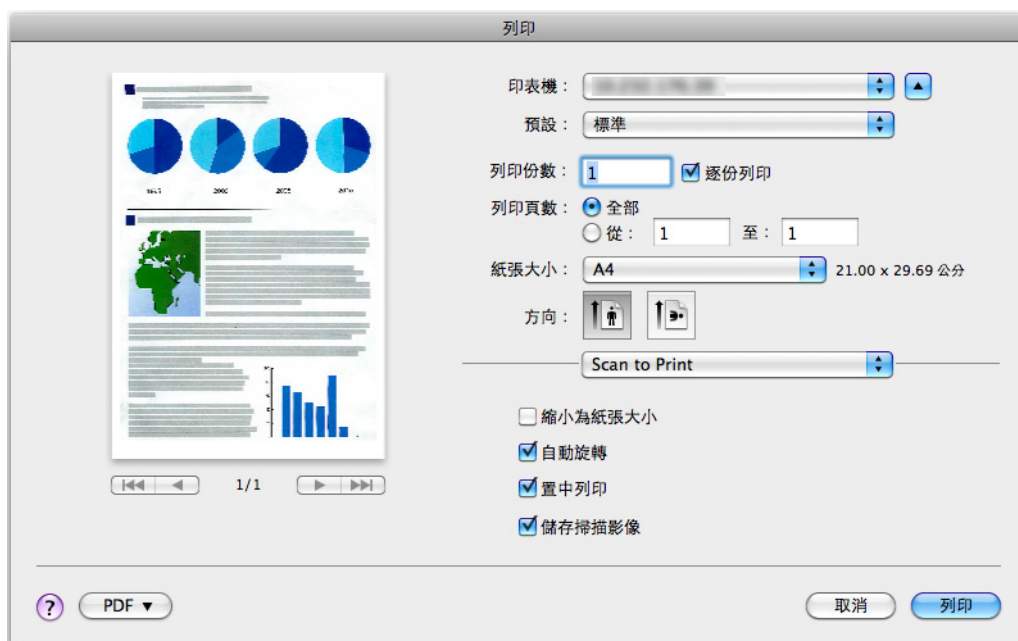 列印
印表機：
預設： 標準
列印份數： 1 逐份列印
列印頁數： 全部
從： 1 至： 1
紙張大小： A4 21.00 x 29.69 公分
方向：
Scan to Print
縮小為紙張大小
自動旋轉
置中列印
儲存掃描影像
1/1
? PDF ▼ 取消 列印